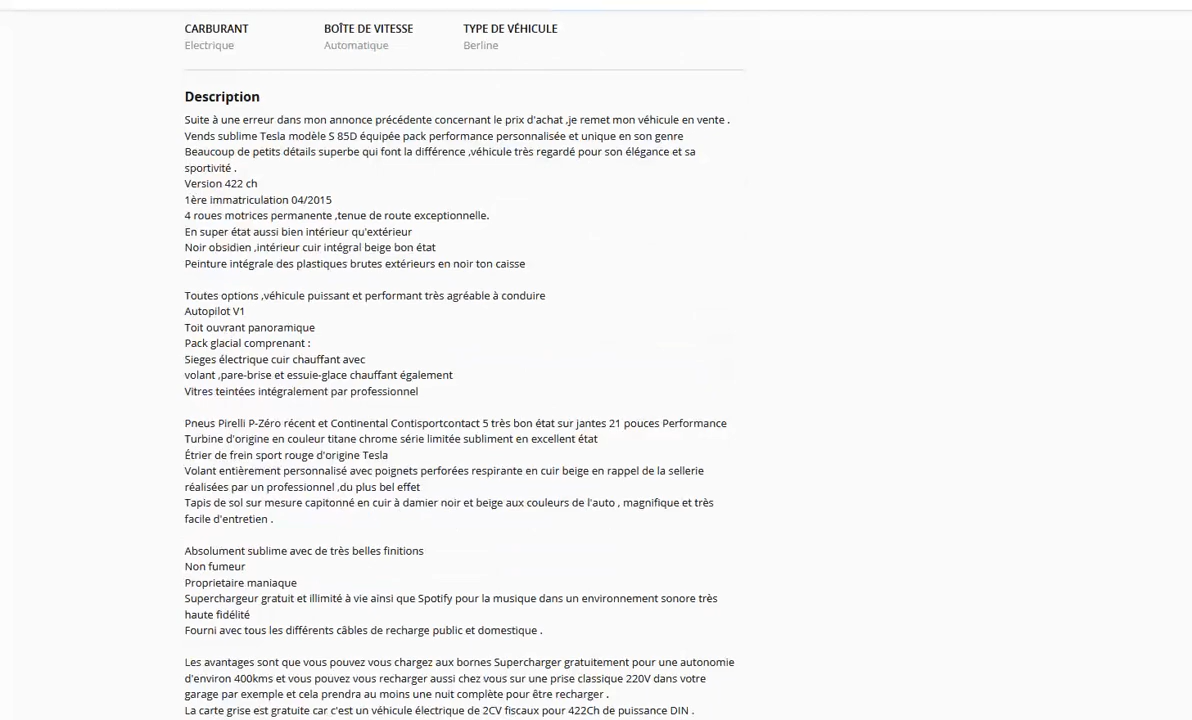 CARBURANT BOÎTE DE VITESSE TYPE DE VÉHICULE
Electrique Automatique Berline
Description
Suite à une erreur dans mon annonce précédente concernant le prix d'achat ,je remet mon véhicule en vente .
Vends sublime Tesla modèle S 85D équipée pack performance personnalisée et unique en son genre
Beaucoup de petits détails superbe qui font la différence ,véhicule très regardé pour son élégance et sa
sportivité .
Version 422 ch
1ère immatriculation 04/2015
4 roues motrices permanente ,tenue de route exceptionnelle.
En super état aussi bien intérieur qu'extérieur
Noir obsidien ,intérieur cuir intégral beige bon état
Peinture intégrale des plastiques brutes extérieurs en noir ton caisse
Toutes options ,véhicule puissant et performant très agréable à conduire
Autopilot V1
Toit ouvrant panoramique
Pack glacial comprenant :
Sieges électrique cuir chauffant avec
volant ,pare-brise et essuie-glace chauffant également
Vitres teintées intégralement par professionnel
Pneus Pirelli P-Zéro récent et Continental Contisportcontact 5 très bon état sur jantes 21 pouces Performance
Turbine d'origine en couleur titane chrome série limitée subliment en excellent état
Étrier de frein sport rouge d'origine Tesla
Volant entièrement personnalisé avec poignets perforées respirante en cuir beige en rappel de la sellerie
réalisées par un professionnel ,du plus bel effet
Tapis de sol sur mesure capitonné en cuir à damier noir et beige aux couleurs de l'auto , magnifique et très
facile d'entretien .
Absolument sublime avec de très belles finitions
Non fumeur
Proprietaire maniaque
Superchargeur gratuit et illimité à vie ainsi que Spotify pour la musique dans un environnement sonore très
haute fidélité
Fourni avec tous les différents câbles de recharge public et domestique .
Les avantages sont que vous pouvez vous chargez aux bornes Supercharger gratuitement pour une autonomie
d'environ 400kms et vous pouvez vous recharger aussi chez vous sur une prise classique 220V dans votre
garage par exemple et cela prendra au moins une nuit complète pour être recharger .
La carte grise est gratuite car c'est un véhicule électrique de 2CV fiscaux pour 422Ch de puissance DIN .